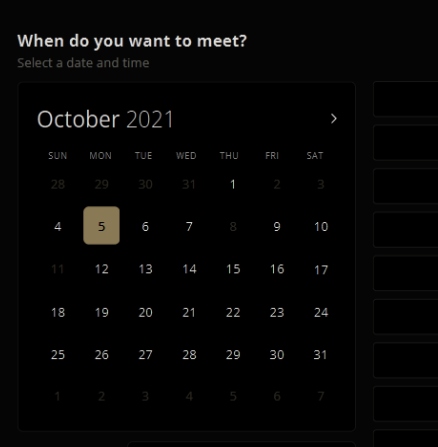 When do you want to meet?
Select a date and time
October 2021
SUN MON TUE WED THU FRI SAT
28 29 30 31 1 2 3
4 5 6 7 8 9 10
11 12 13 14 15 16 17
18 19 20 21 22 23 24
25 26 27 28 29 30 31
1 2 3 4 5 6 7